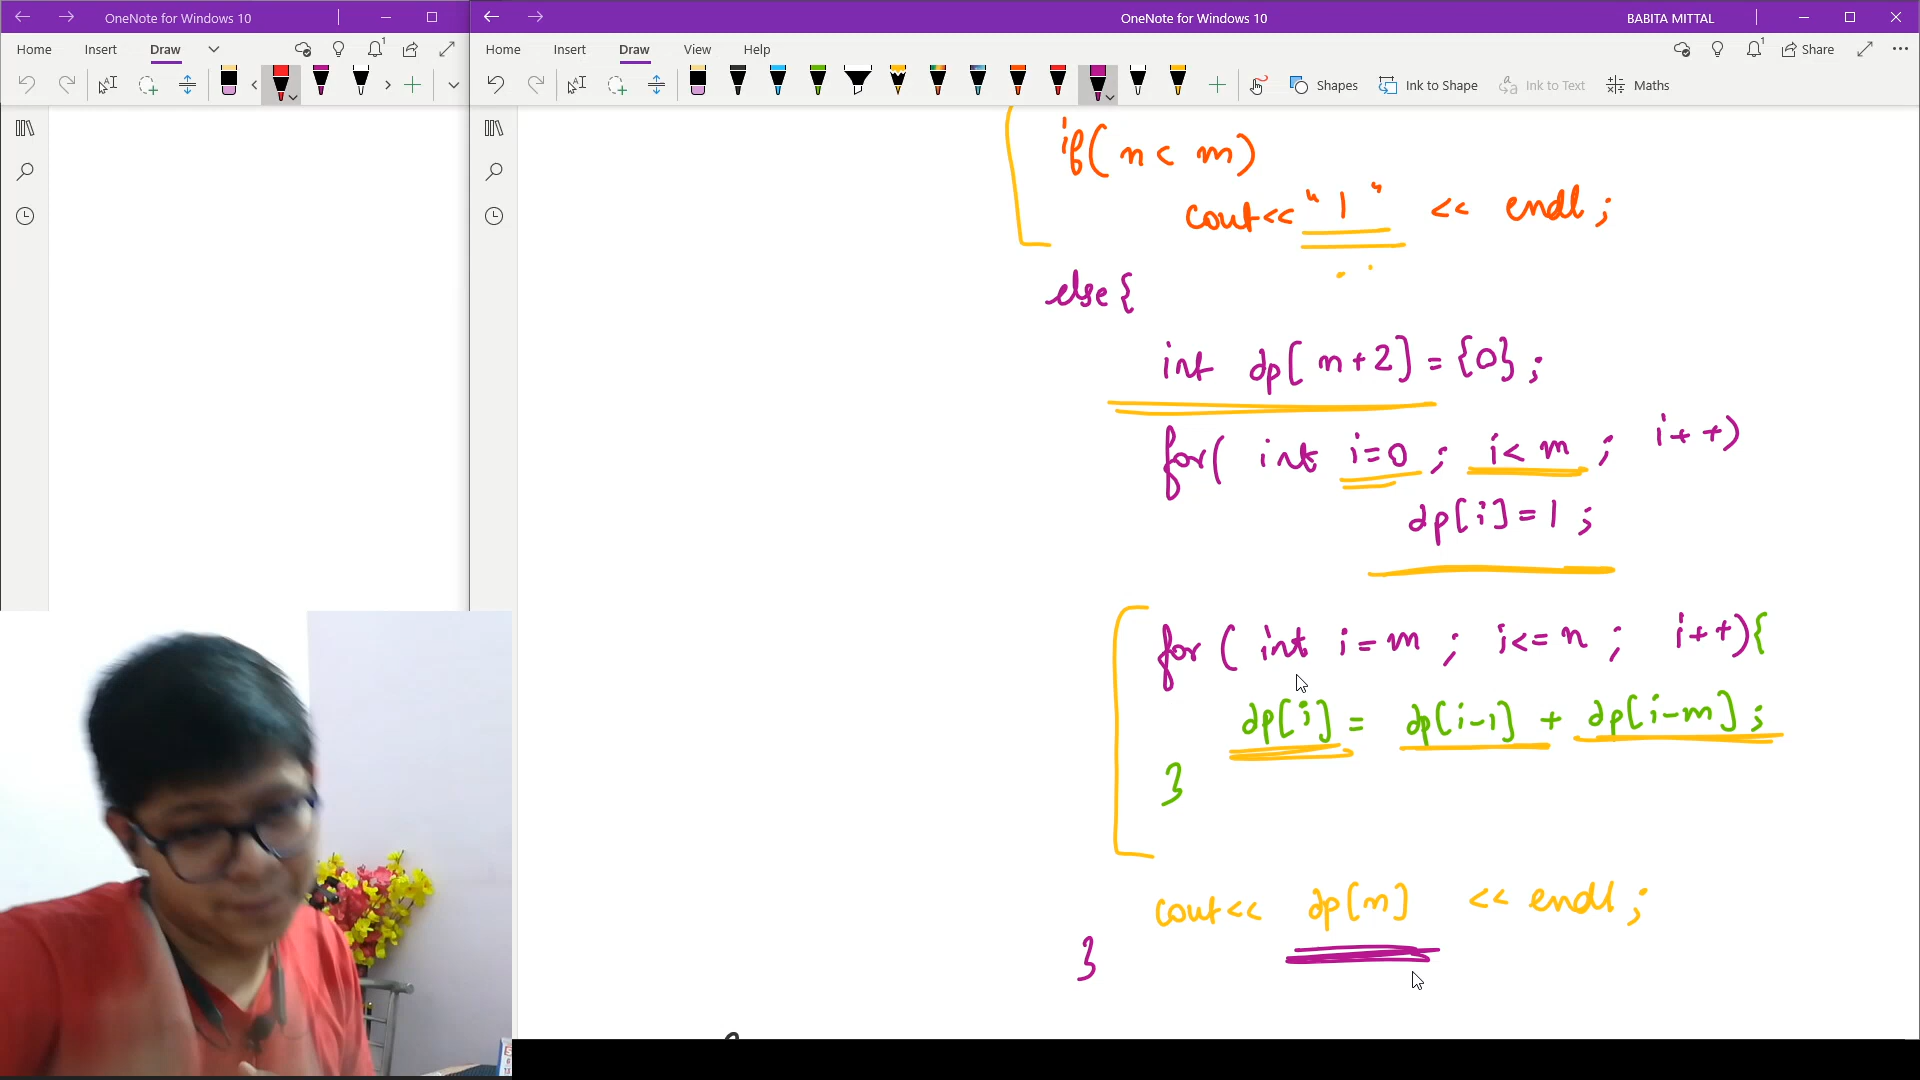 OneNote for Windows 10
OneNote for Windows 10
BABITA MITTAL
Home Insert Draw
Home Insert Draw View Help
Share
Shapes Ink to Shape Ink to Text Maths
if( n < m)
cout<< "1" << endl ;
else {
int dp[ n+2] = {0} ;
for( int i=0 ; i< m ; i++)
dp[i] = 1 ;
for ( int i = m ; i<= n ; i++){
dp[i] = dp[i-1] + dp[i-m] ;
}
cout<< dp[n] << endl ;
}